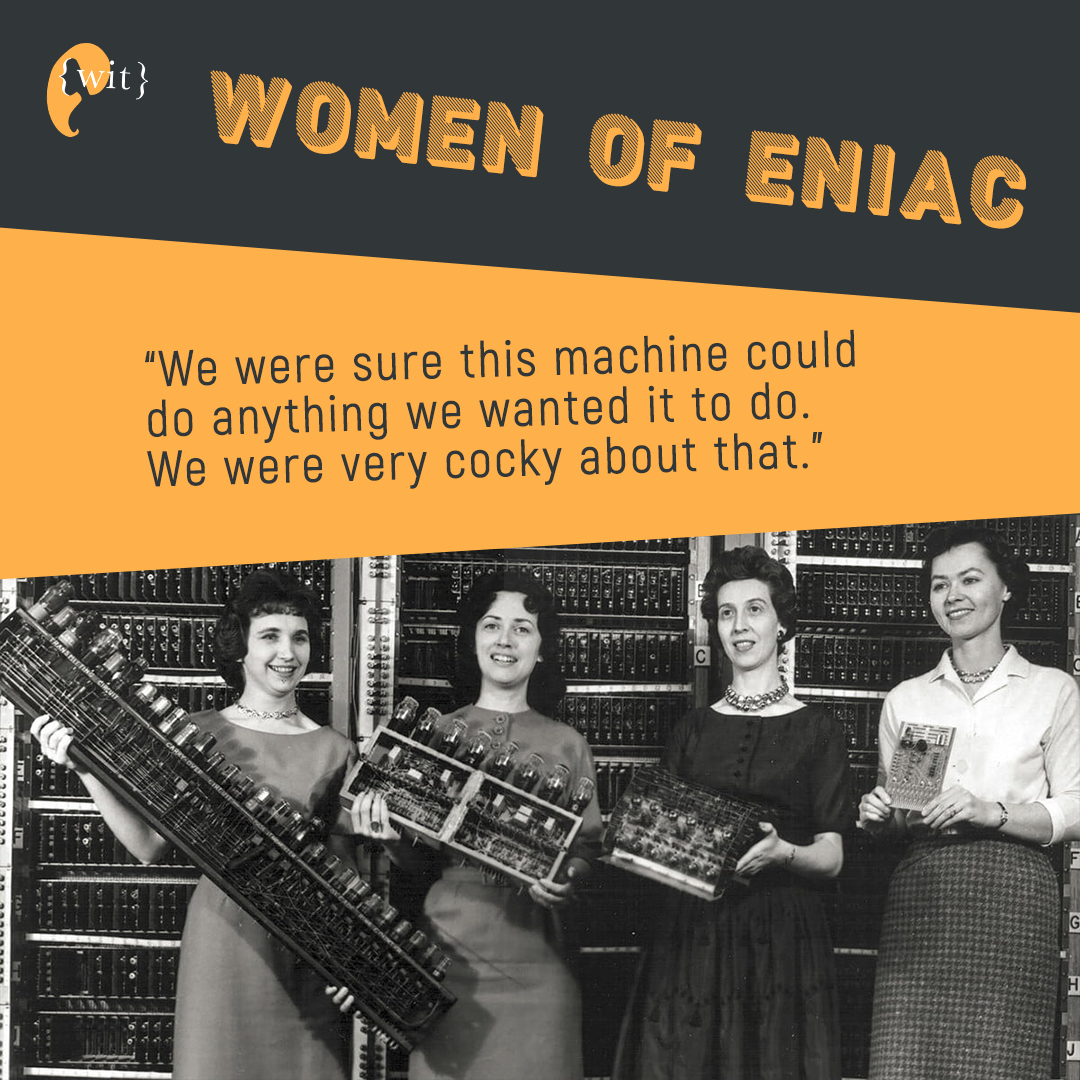 {wit}
WOMEN OF ENIAC
“We were sure this machine could
do anything we wanted it to do.
We were very cocky about that.”
C
F
G
H
J